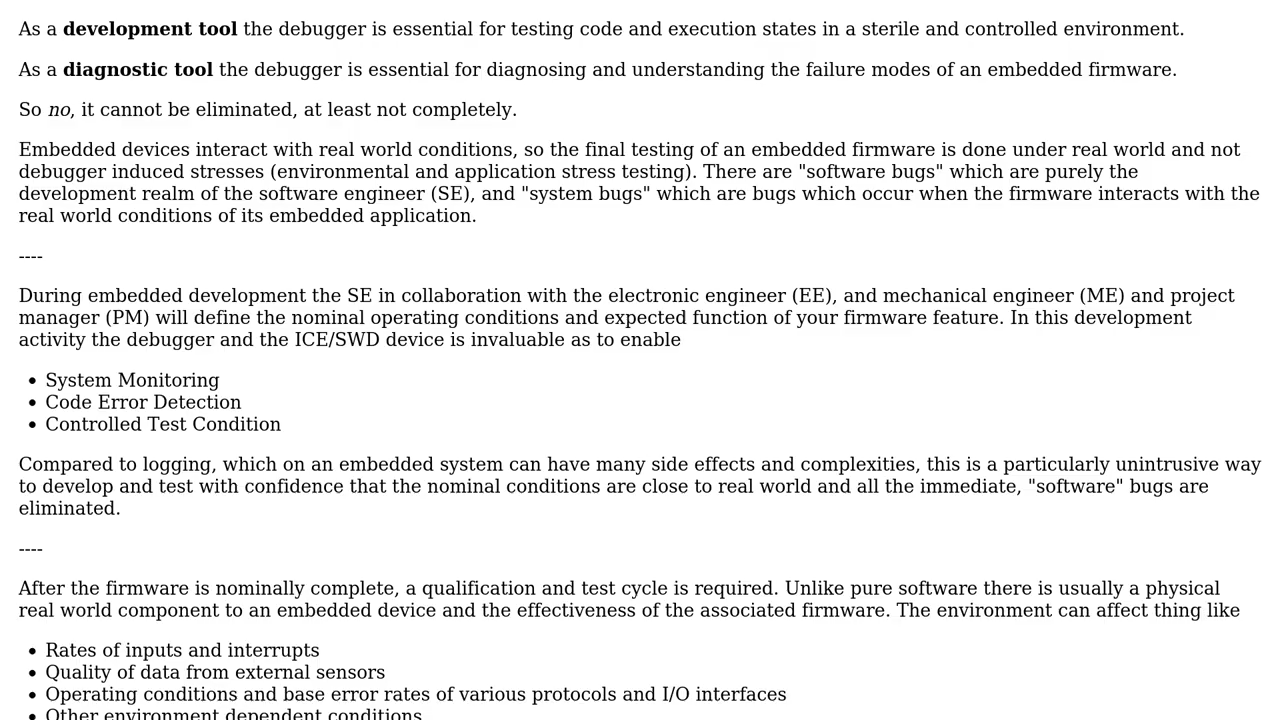 As a development tool the debugger is essential for testing code and execution states in a sterile and controlled environment.
As a diagnostic tool the debugger is essential for diagnosing and understanding the failure modes of an embedded firmware.
So no, it cannot be eliminated, at least not completely.
Embedded devices interact with real world conditions, so the final testing of an embedded firmware is done under real world and not
debugger induced stresses (environmental and application stress testing). There are "software bugs" which are purely the
development realm of the software engineer (SE), and "system bugs" which are bugs which occur when the firmware interacts with the
real world conditions of its embedded application.
----
During embedded development the SE in collaboration with the electronic engineer (EE), and mechanical engineer (ME) and project
manager (PM) will define the nominal operating conditions and expected function of your firmware feature. In this development
activity the debugger and the ICE/SWD device is invaluable as to enable
• System Monitoring
• Code Error Detection
• Controlled Test Condition
Compared to logging, which on an embedded system can have many side effects and complexities, this is a particularly unintrusive way
to develop and test with confidence that the nominal conditions are close to real world and all the immediate, "software" bugs are
eliminated.
----
After the firmware is nominally complete, a qualification and test cycle is required. Unlike pure software there is usually a physical
real world component to an embedded device and the effectiveness of the associated firmware. The environment can affect thing like
• Rates of inputs and interrupts
• Quality of data from external sensors
• Operating conditions and base error rates of various protocols and I/O interfaces
• Other environment dependent conditions